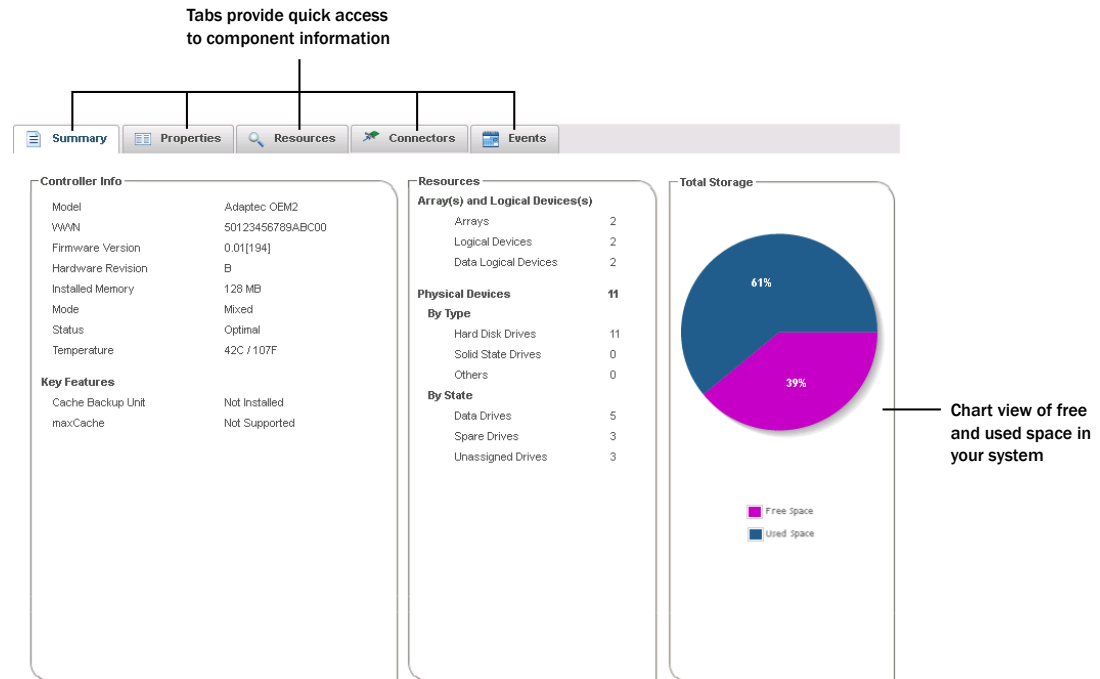 Tabs provide quick access
to component information
Summary
Properties
Resources
Connectors
Events
Controller Info
Model Adaptec OEM2
WWN 50123456789ABC00
Firmware Version 0.01[194]
Hardware Revision B
Installed Memory 128 MB
Mode Mixed
Status Optimal
Temperature 42C / 107F
Key Features
Cache Backup Unit Not Installed
maxCache Not Supported
Resources
Array(s) and Logical Devices(s)
Arrays 2
Logical Devices 2
Data Logical Devices 2
Physical Devices 11
By Type
Hard Disk Drives 11
Solid State Drives 0
Others 0
By State
Data Drives 5
Spare Drives 3
Unassigned Drives 3
Total Storage
61%
39%
Free Space
Used Space
Chart view of free
and used space in
your system